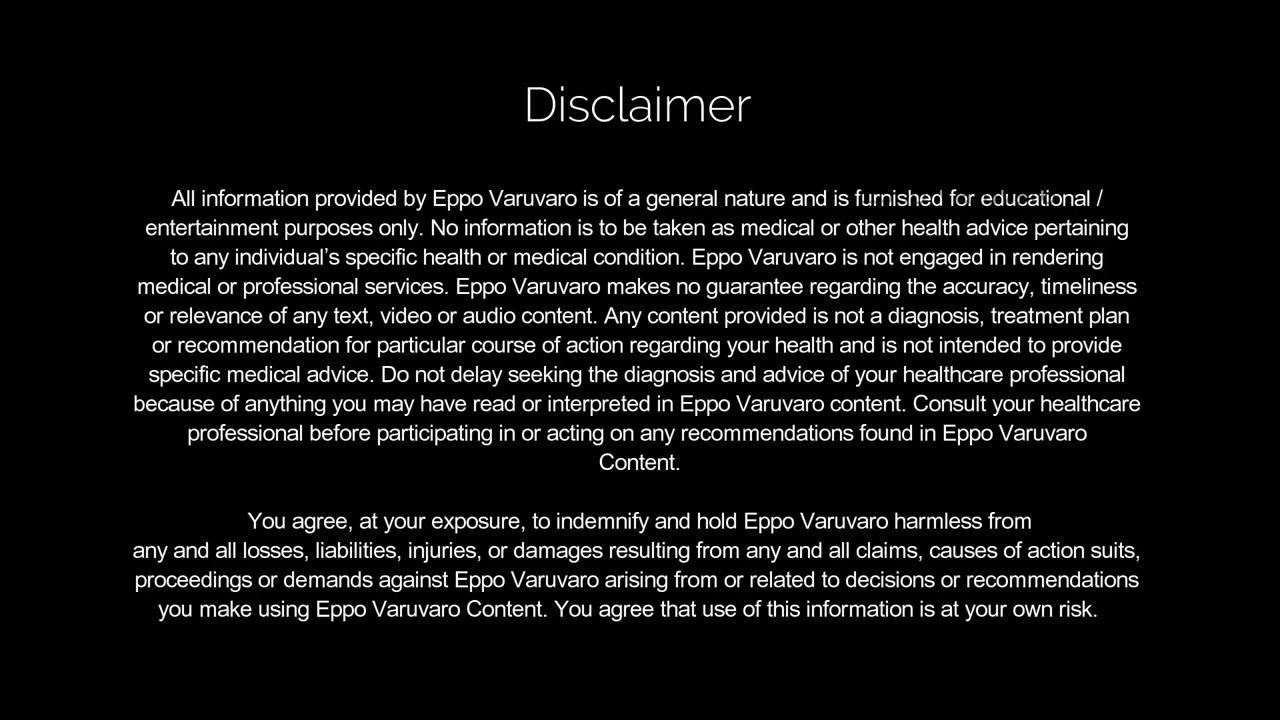 Disclaimer
All information provided by Eppo Varuvaro is of a general nature and is furnished for educational /
entertainment purposes only. No information is to be taken as medical or other health advice pertaining
to any individual’s specific health or medical condition. Eppo Varuvaro is not engaged in rendering
medical or professional services. Eppo Varuvaro makes no guarantee regarding the accuracy, timeliness
or relevance of any text, video or audio content. Any content provided is not a diagnosis, treatment plan
or recommendation for particular course of action regarding your health and is not intended to provide
specific medical advice. Do not delay seeking the diagnosis and advice of your healthcare professional
because of anything you may have read or interpreted in Eppo Varuvaro content. Consult your healthcare
professional before participating in or acting on any recommendations found in Eppo Varuvaro
Content.
You agree, at your exposure, to indemnify and hold Eppo Varuvaro harmless from
any and all losses, liabilities, injuries, or damages resulting from any and all claims, causes of action suits,
proceedings or demands against Eppo Varuvaro arising from or related to decisions or recommendations
you make using Eppo Varuvaro Content. You agree that use of this information is at your own risk.